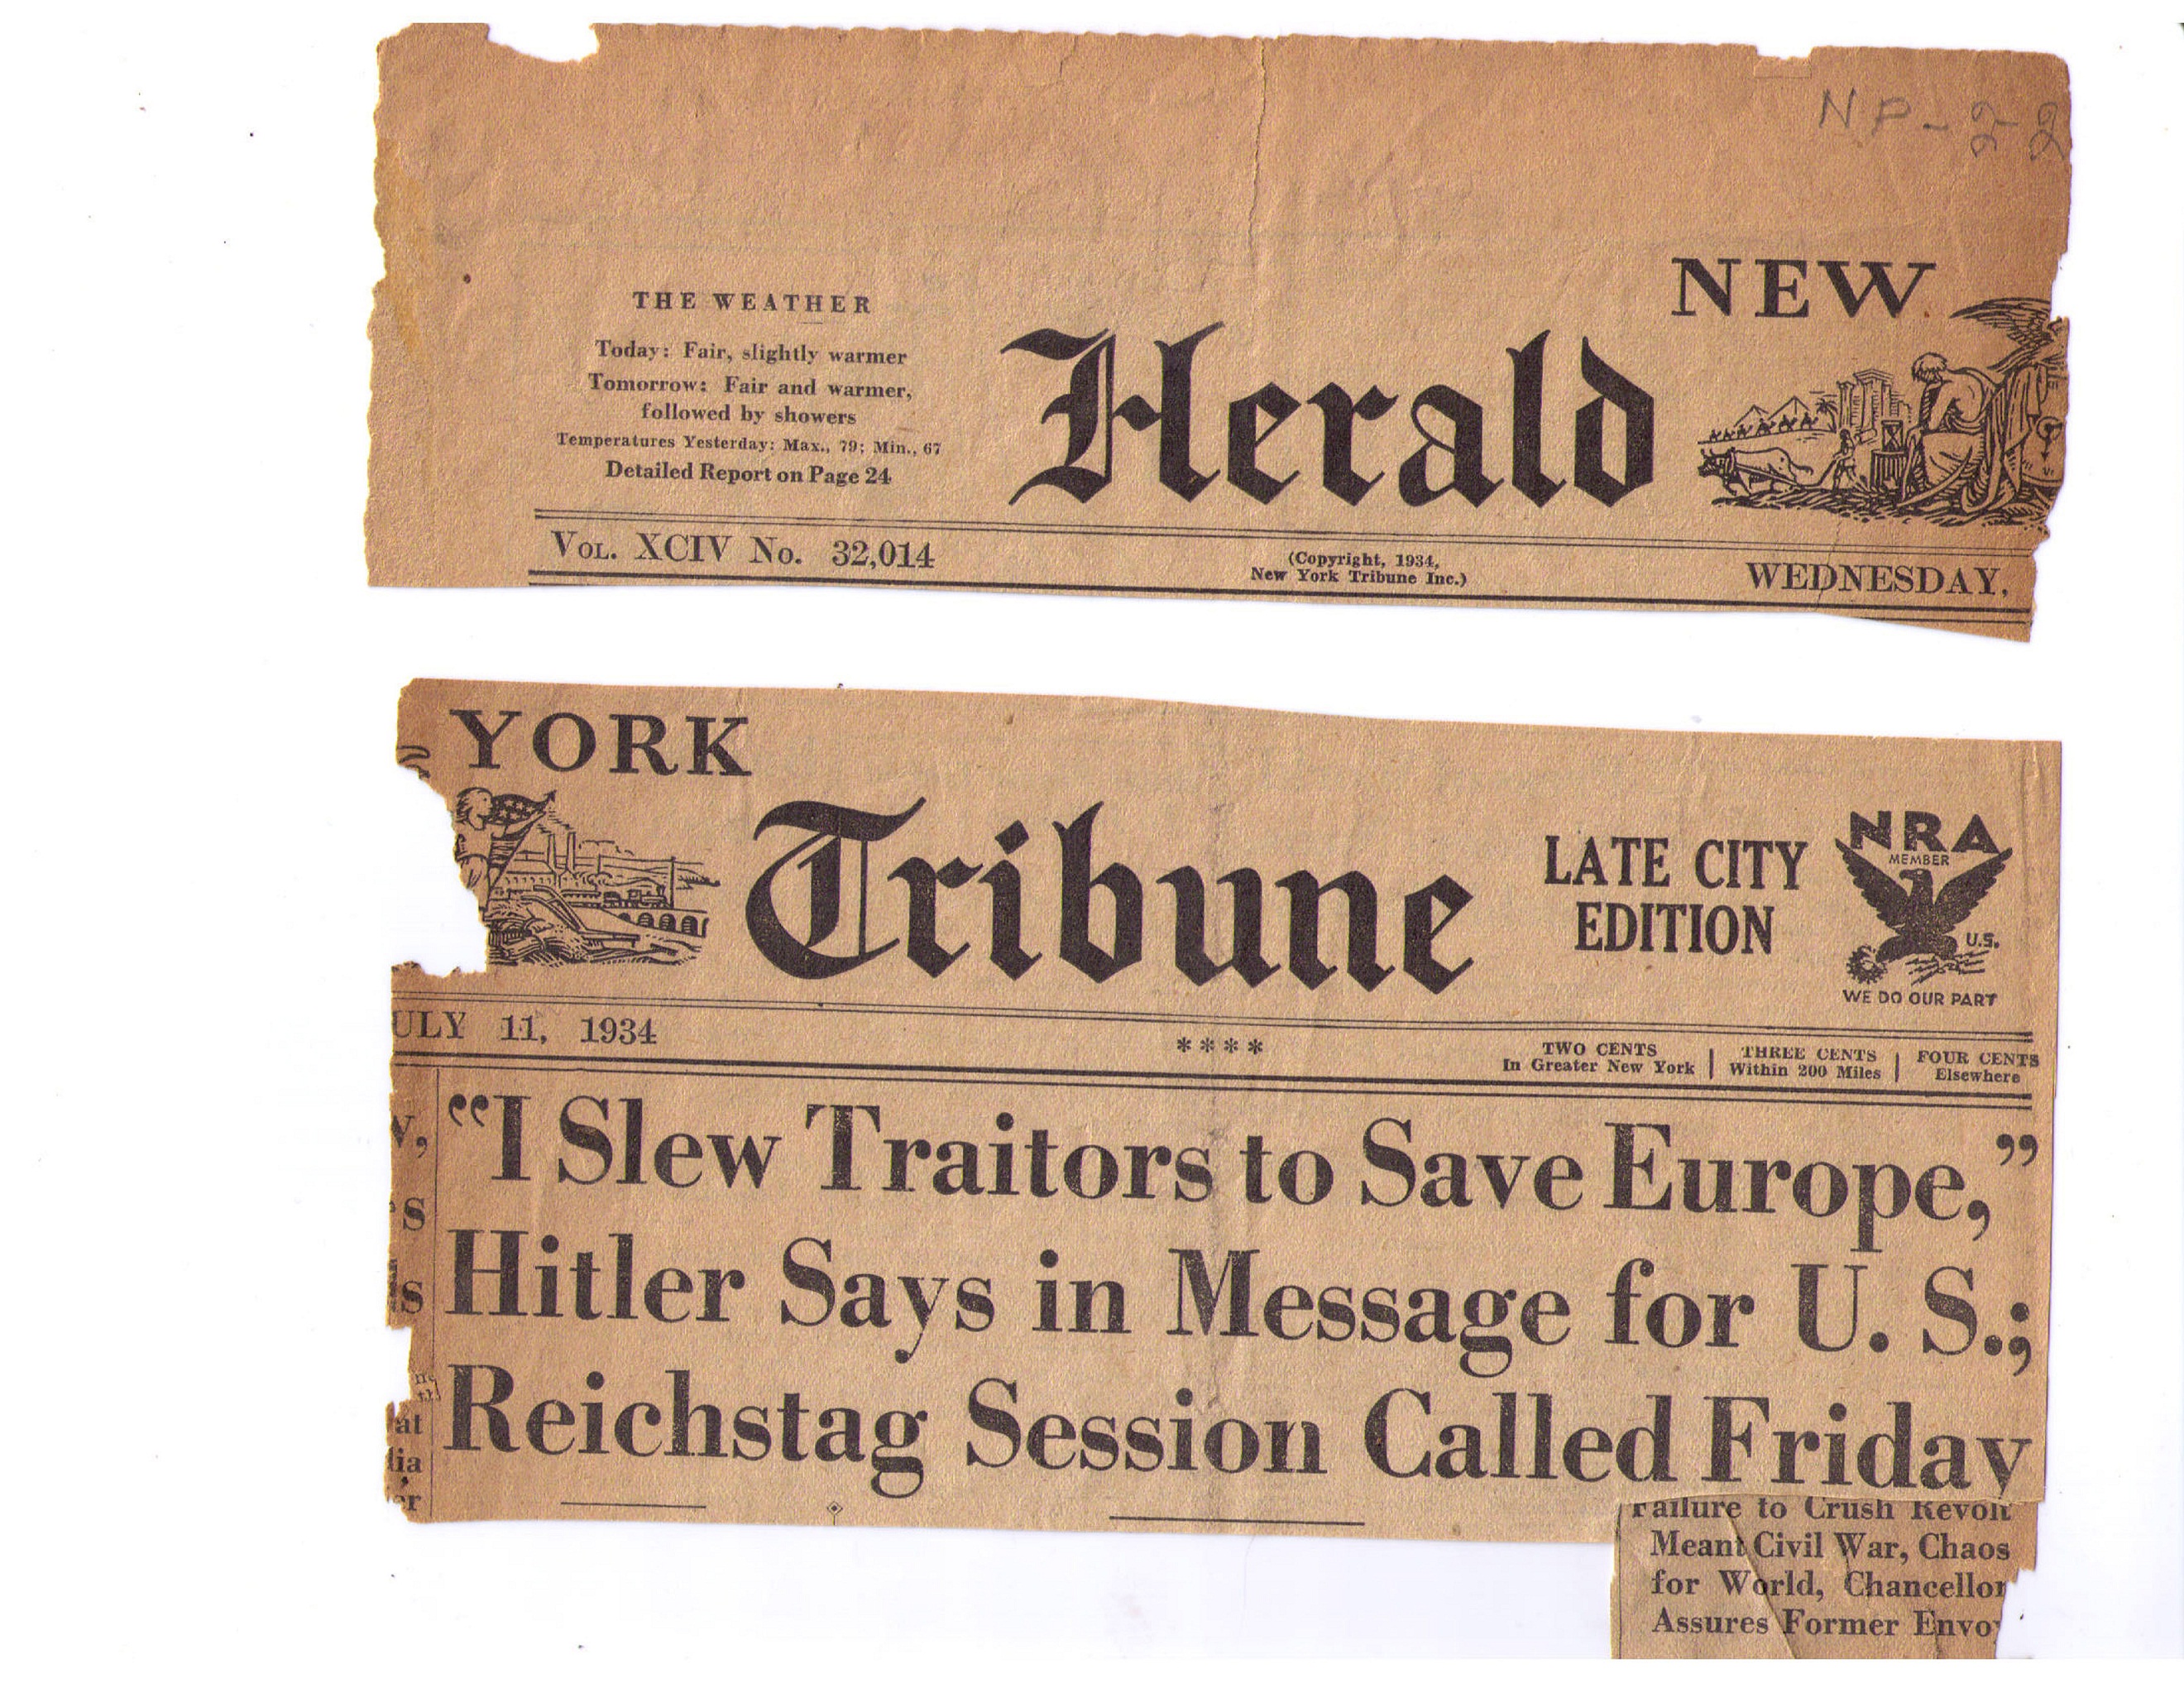 NP-22
NEW
THE WEATHER
Today: Fair, slightly warmer
Tomorrow: Fair and warmer,
followed by showers
Temperatures Yesterday: Max., 79; Min., 67
Detailed Report on Page 24
Herald
VOL. XCIV No. 32,014
(Copyright, 1934,
New York Tribune Inc.)
WEDNESDAY,
YORK
Tribune
LATE CITY
EDITION
NRA
MEMBER
U.S.
WE DO OUR PART
ULY 11, 1934
****
TWO CENTS
In Greater New York
THREE CENTS
Within 200 Miles
FOUR CENTS
Elsewhere
"I Slew Traitors to Save Europe,"
Hitler Says in Message for U. S.;
Reichstag Session Called Friday
Failure to Crush Revolt
Meant Civil War, Chaos
for World, Chancellor
Assures Former Envoy